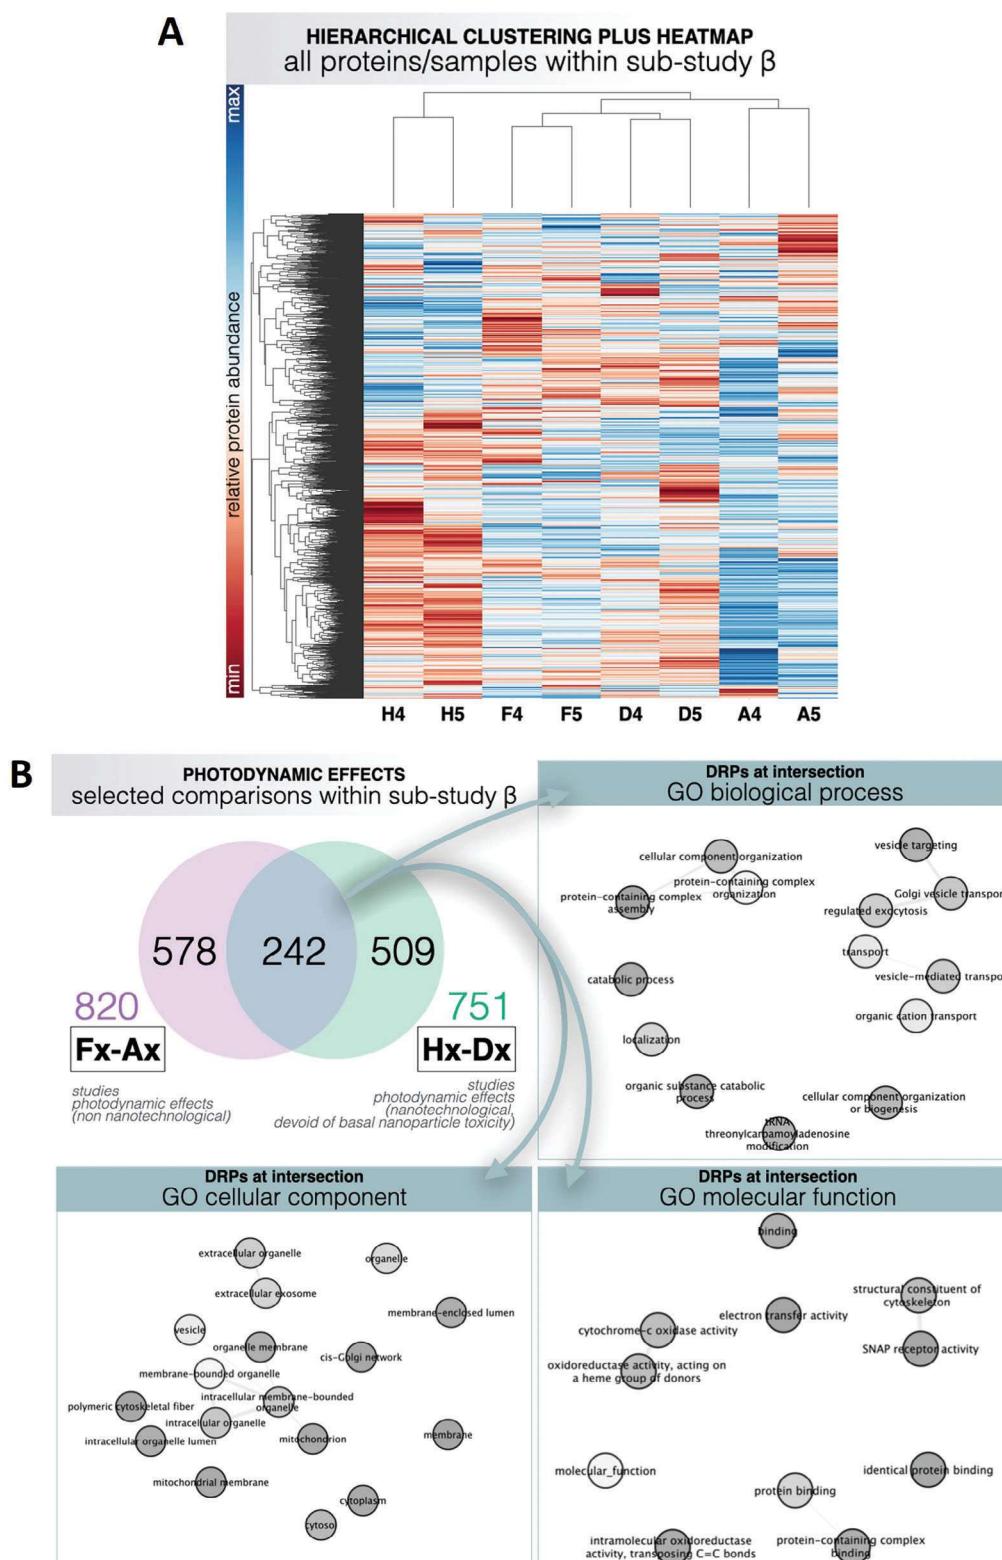 A
HIERARCHICAL CLUSTERING PLUS HEATMAP
all proteins/samples within sub-study β
max
relative protein abundance
min
H4 H5 F4 F5 D4 D5 A4 A5
B
PHOTODYNAMIC EFFECTS
selected comparisons within sub-study β
578 242 509
820
Fx-Ax
studies
photodynamic effects
(non nanotechnological)
751
Hx-Dx
studies
photodynamic effects
(nanotechnological,
devoid of basal nanoparticle toxicity)
DRPs at intersection
GO biological process
cellular component organization
protein-containing complex
organization
protein-containing complex
assembly
vesicle targeting
Golgi vesicle transpor
regulated exocytosis
transport
vesicle-mediated transpo
organic cation transport
catabolic process
localization
organic substance catabolic
process
cellular component organization
or biogenesis
tRNA
threonylcarbamoyladenosine
modification
DRPs at intersection
GO cellular component
extracellular organelle
organelle
extracellular exosome
membrane-enclosed lumen
vesicle
organelle membrane
cis-Golgi network
membrane-bounded organelle
intracellular membrane-bounded
organelle
polymeric cytoskeletal fiber
intracellular organelle
intracellular organelle lumen
mitochondrion
membrane
mitochondrial membrane
cytoplasm
cytosol
DRPs at intersection
GO molecular function
binding
structural constituent of
cytoskeleton
electron transfer activity
cytochrome-c oxidase activity
SNAP receptor activity
oxidoreductase activity, acting on
a heme group of donors
molecular_function
identical protein binding
protein binding
intramolecular oxidoreductase
activity, transposing C=C bonds
protein-containing complex
binding